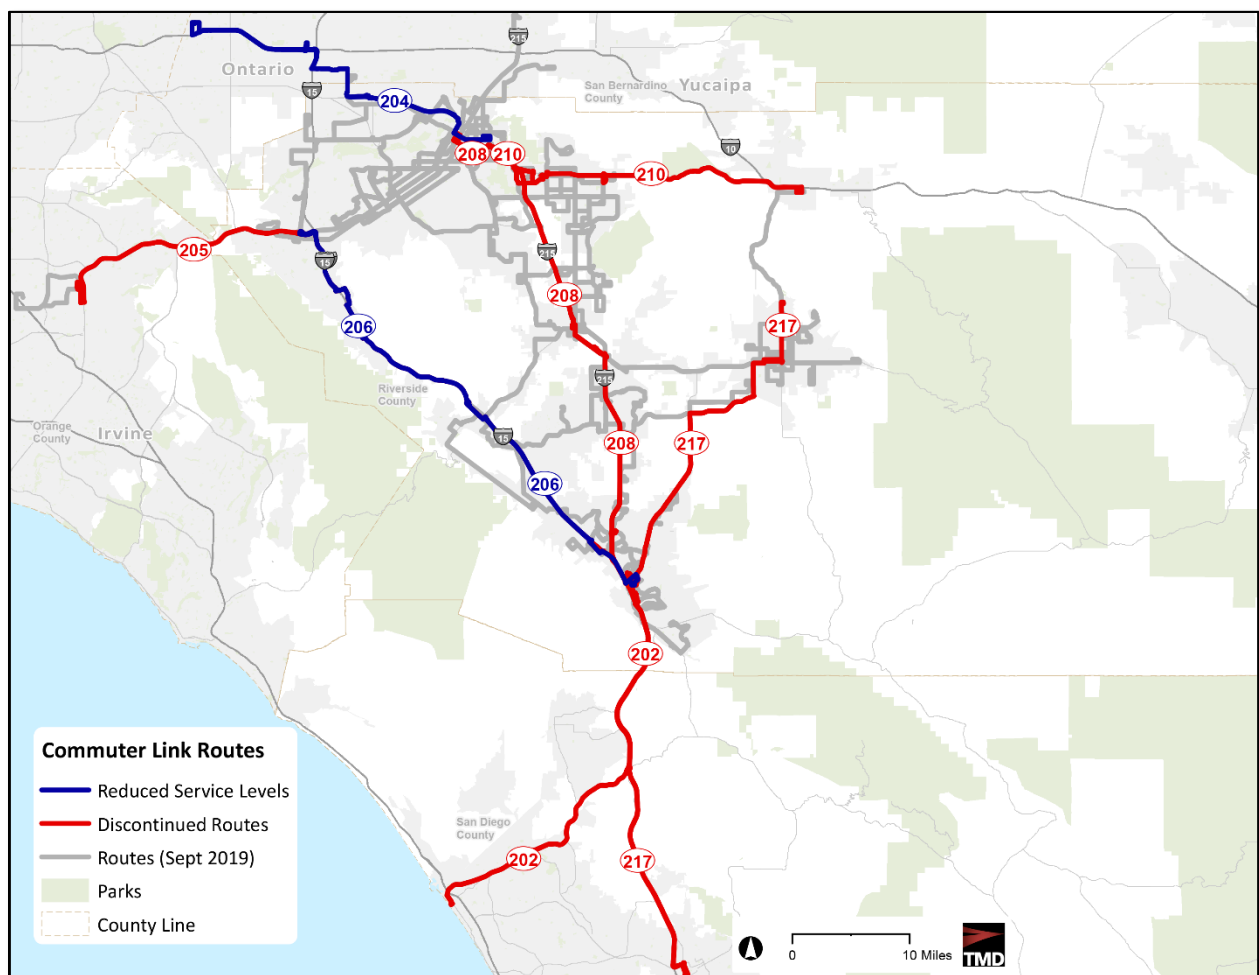 215
Ontario
San Bernardino
County
Yucaipa
15
204
10
208
210
210
205
215
15
208
217
206
215
Riverside
County
Orange
County
Irvine
15
208
217
206
202
Commuter Link Routes
Reduced Service Levels
Discontinued Routes
Routes (Sept 2019)
Parks
County Line
San Diego
County
202
217
0
10 Miles
TMD